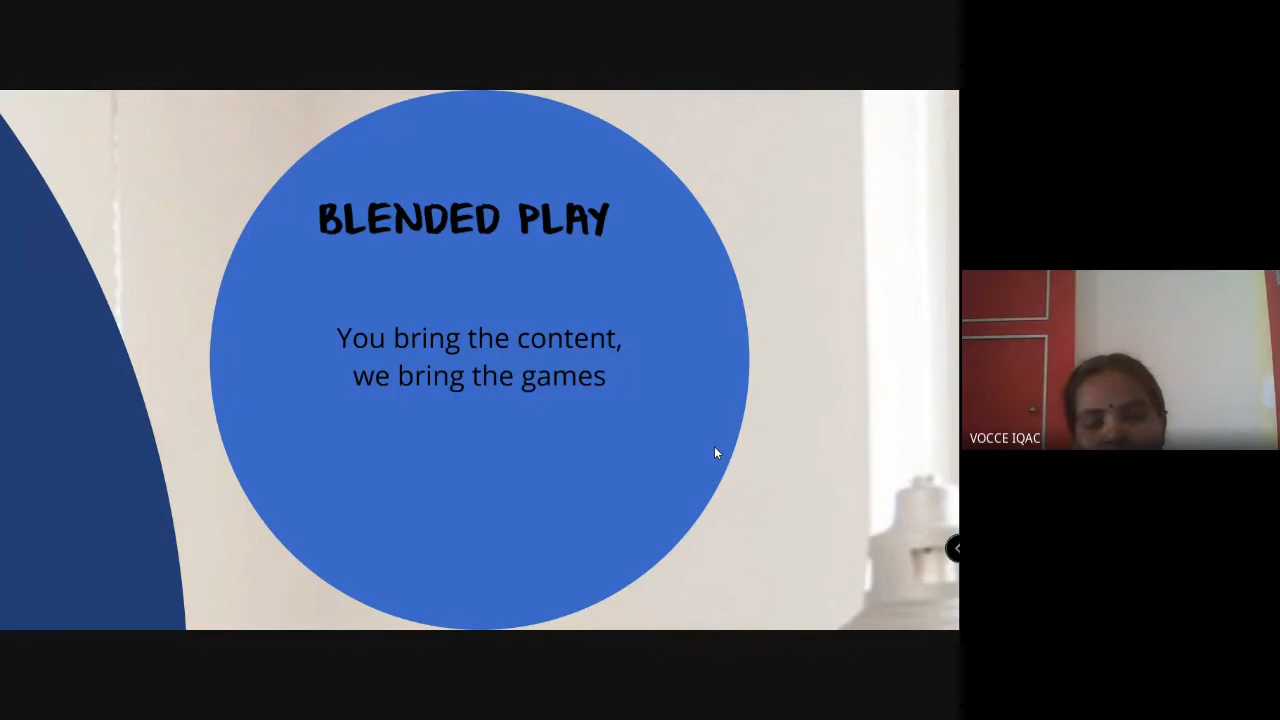 BLENDED PLAY
You bring the content,
we bring the games
VOCCE IQAC